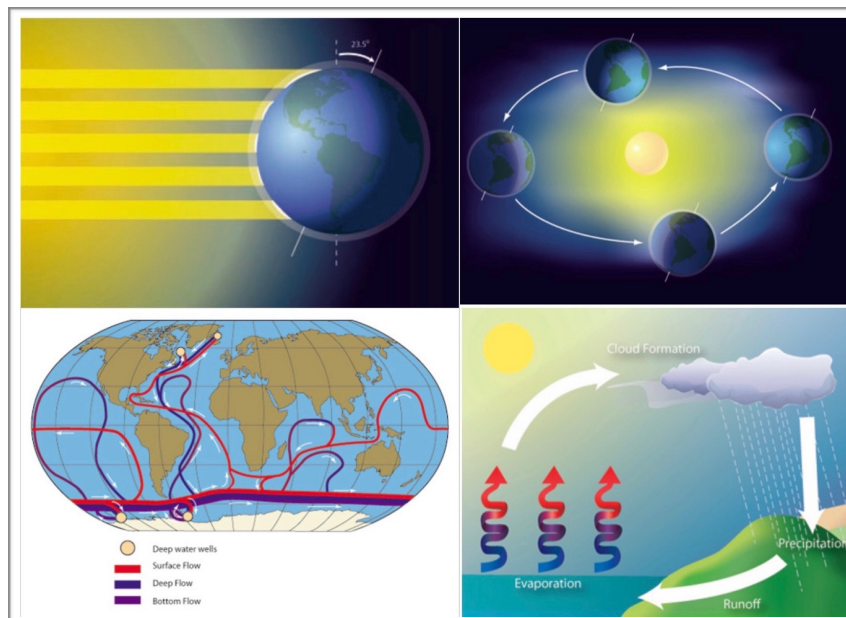 23.5°
Cloud Formation
Precipitation
Evaporation
Runoff
Deep water wells
Surface Flow
Deep Flow
Bottom Flow